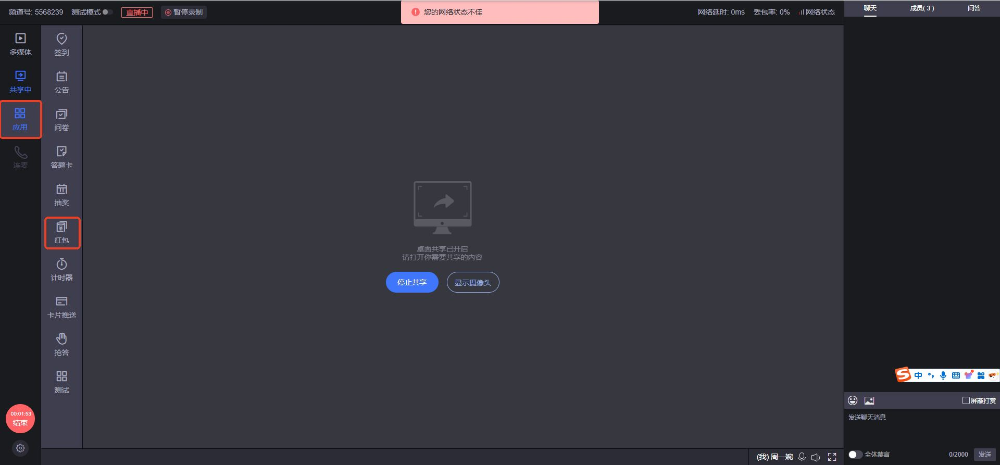 频道号: 5568239 测试模式 直播中 暂停录制 您的网络状态不佳 网络延时: 0ms 丢包率: 0% 网络状态
聊天 成员( 3 ) 问答
多媒体
共享中
应用
连麦
签到
公告
问卷
答题卡
抽奖
红包
计时器
卡片推送
抢答
测试
桌面共享已开启
请打开你需要共享的内容
停止共享 显示摄像头
S 中
屏蔽打赏
发送聊天消息
00:01:53
结束
全体禁言 0/2000 发送
(我) 周一婉